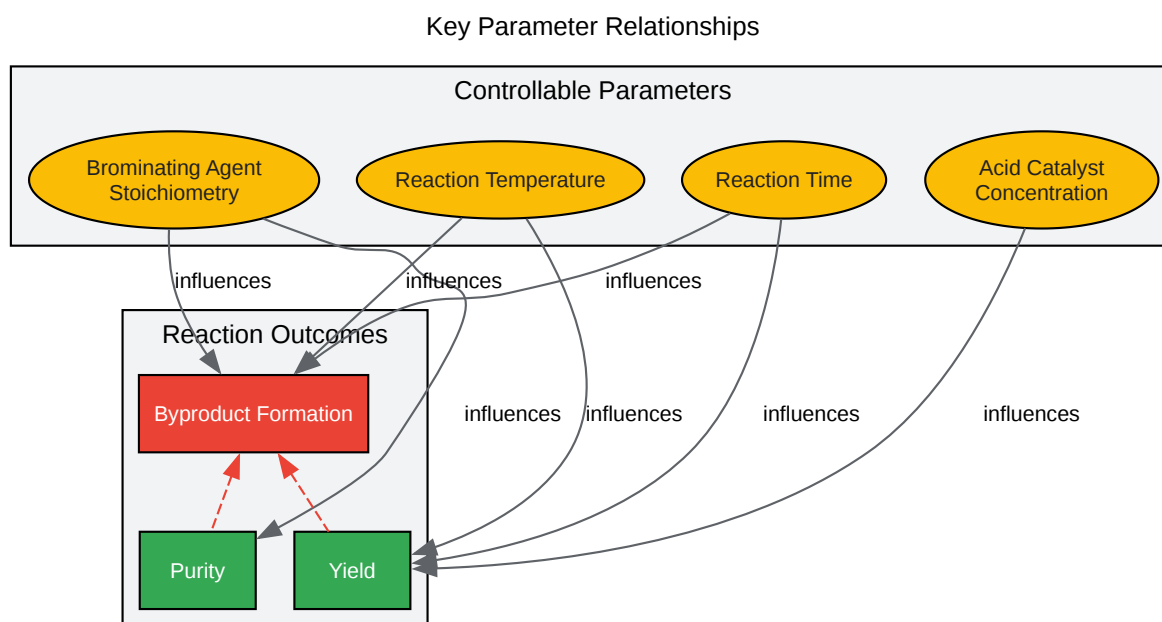 Key Parameter Relationships
Controllable Parameters
Brominating Agent
Stoichiometry
Reaction Temperature
Reaction Time
Acid Catalyst
Concentration
influences
influences
influences
Reaction Outcomes
Byproduct Formation
influences
influences
influences
influences
Purity
Yield